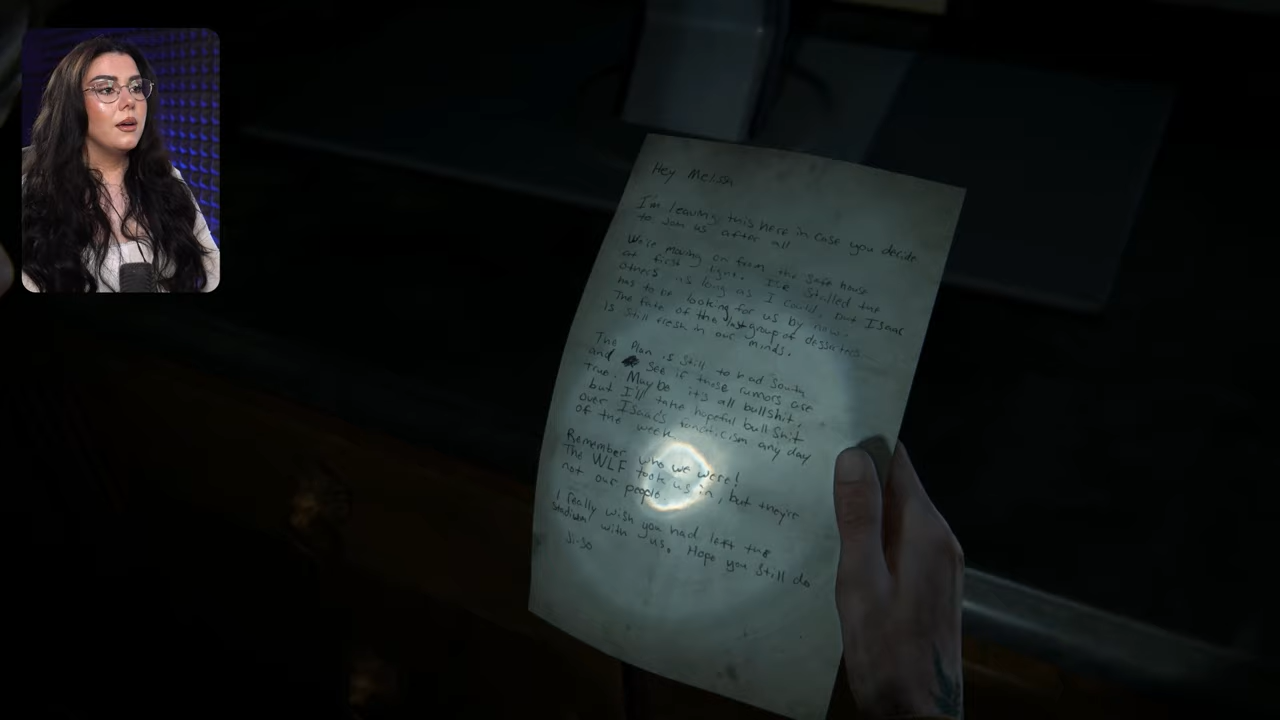 Hey Melissa
I'm leaving this here in case you decide
to join us after all
We're moving on from the safe house
at first light. I've stalled the
others as long as I could, but Isaac
has to be looking for us by now.
The fate of the last group of desserters
is still fresh in our minds.
The plan is still to head South
and see if those rumors are
true. Maybe it's all bullshit,
but I'll take hopeful bullshit
over Isaac's fanaticism any day
of the week.
Remember who we were!
The WLF took us in, but they're
not our people.
I really wish you had left the
stadium with us. Hope you still do
Ji-So